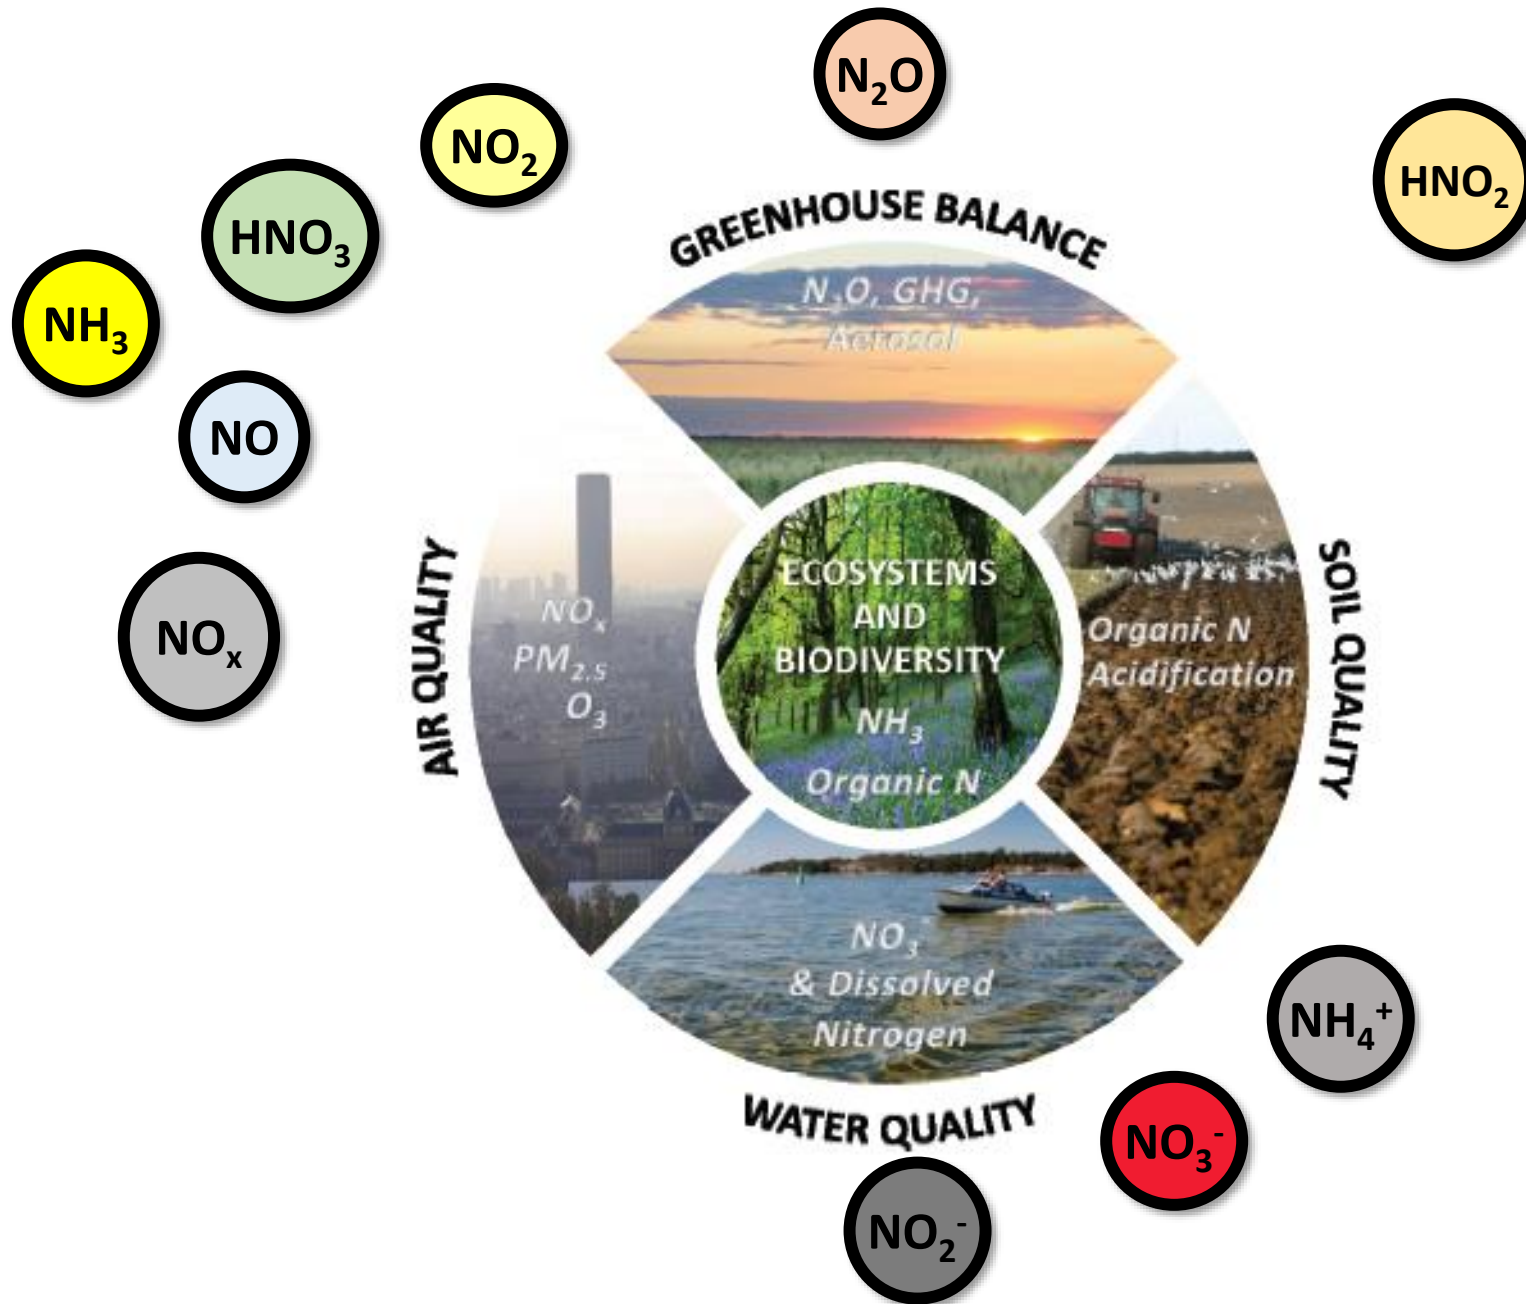 N₂O
NO₂
HNO₂
HNO₃
NH₃
NO
NOₓ
GREENHOUSE BALANCE
N₂O, GHG,
Aerosol
AIR QUALITY
NOₓ
PM₂.₅
O₃
ECOSYSTEMS
AND
BIODIVERSITY
NH₃
Organic N
SOIL QUALITY
Organic N
Acidification
NO₃⁻
& Dissolved
Nitrogen
WATER QUALITY
NH₄⁺
NO₃⁻
NO₂⁻